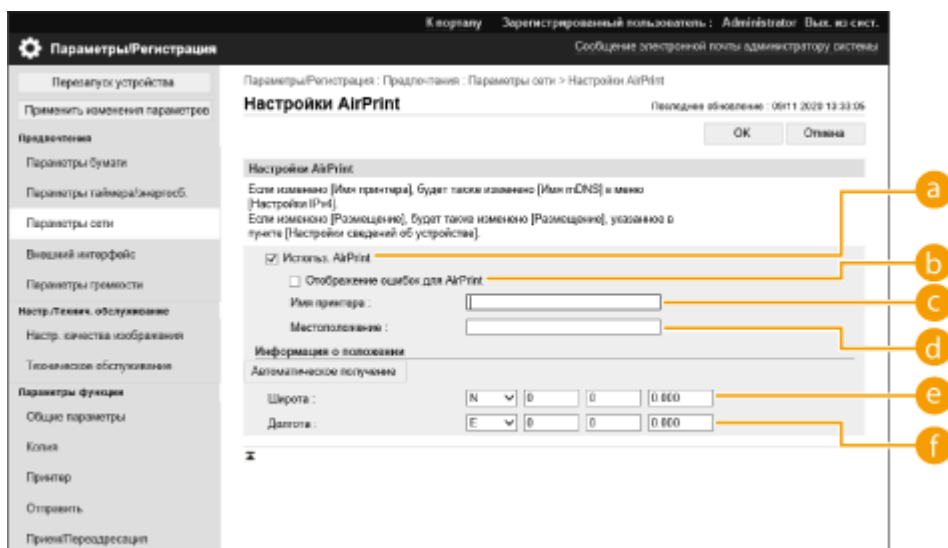 К порталу Зарегистрированный пользователь : Administrator Вых. из сист.
Параметры/Регистрация
Сообщение электронной почты администратору системы
Перезапуск устройства
Применить изменения параметров
Предпочтения
Параметры бумаги
Параметры таймера/энергосб.
Параметры сети
Внешний интерфейс
Параметры громкости
Настр./Технич. обслуживание
Настр. качества изображения
Техническое обслуживание
Параметры функции
Общие параметры
Копия
Принтер
Отправить
Прием/Переадресация
Параметры/Регистрация : Предпочтения : Параметры сети > Настройки AirPrint
Настройки AirPrint
Последнее обновление : 09/11 2020 13:33:05
OK Отмена
Настройки AirPrint
Если изменено [Имя принтера], будет также изменено [Имя mDNS] в меню
[Настройки IPv4].
Если изменено [Размещение], будет также изменено [Размещение], указанное в
пункте [Настройки сведений об устройстве].
Использ. AirPrint
Отображение ошибок для AirPrint
Имя принтера :
Местоположение :
Информация о положении
Автоматическое получение
Широта : N 0 0 0.000
Долгота : E 0 0 0.000
a
b
c
d
e
f